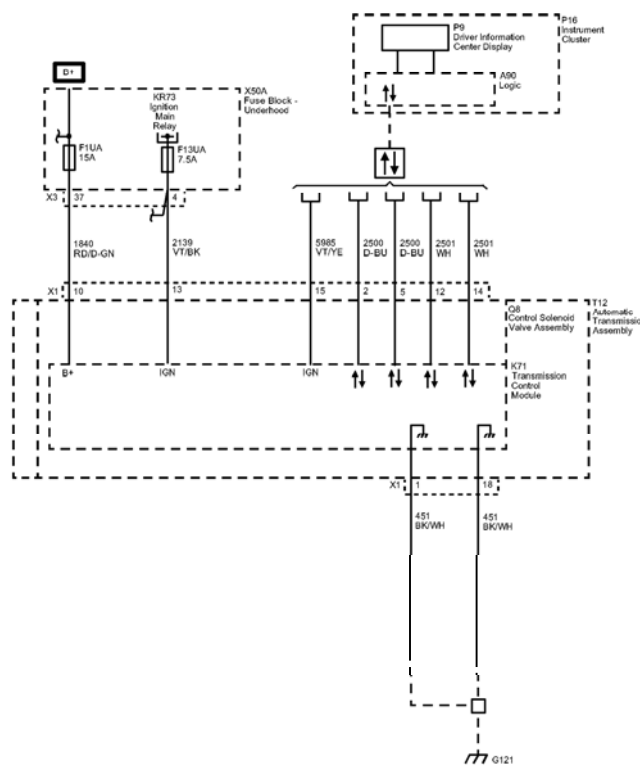 P9
Driver Information
Center Display
P16
Instrument
Cluster
A90
Logic
B+
KR73
Ignition
Main
Relay
X50A
Fuse Block -
Underhood
F1UA
15A
F13UA
7.5A
X3
37
4
1840
RD/D-GN
2139
VT/BK
5985
VT/YE
2500
D-BU
2500
D-BU
2501
WH
2501
WH
X1
10
13
15
2
5
12
14
Q8
Control Solenoid
Valve Assembly
T12
Automatic
Transmission
Assembly
B+
IGN
IGN
K71
Transmission
Control
Module
X1
1
18
451
BK/WH
451
BK/WH
G121